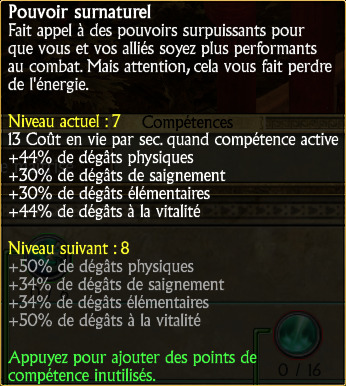 Pouvoir surnaturel
Fait appel à des pouvoirs surpuissants pour
que vous et vos alliés soyez plus performants
au combat. Mais attention, cela vous fait perdre
de l'énergie.
Niveau actuel : 7
Compétences
13 Coût en vie par sec. quand compétence active
+44% de dégâts physiques
+30% de dégâts de saignement
+30% de dégâts élémentaires
+44% de dégâts à la vitalité
Niveau suivant : 8
+50% de dégâts physiques
+34% de dégâts de saignement
+34% de dégâts élémentaires
+50% de dégâts à la vitalité
Appuyez pour ajouter des points de
compétence inutilisés.
0 / 16